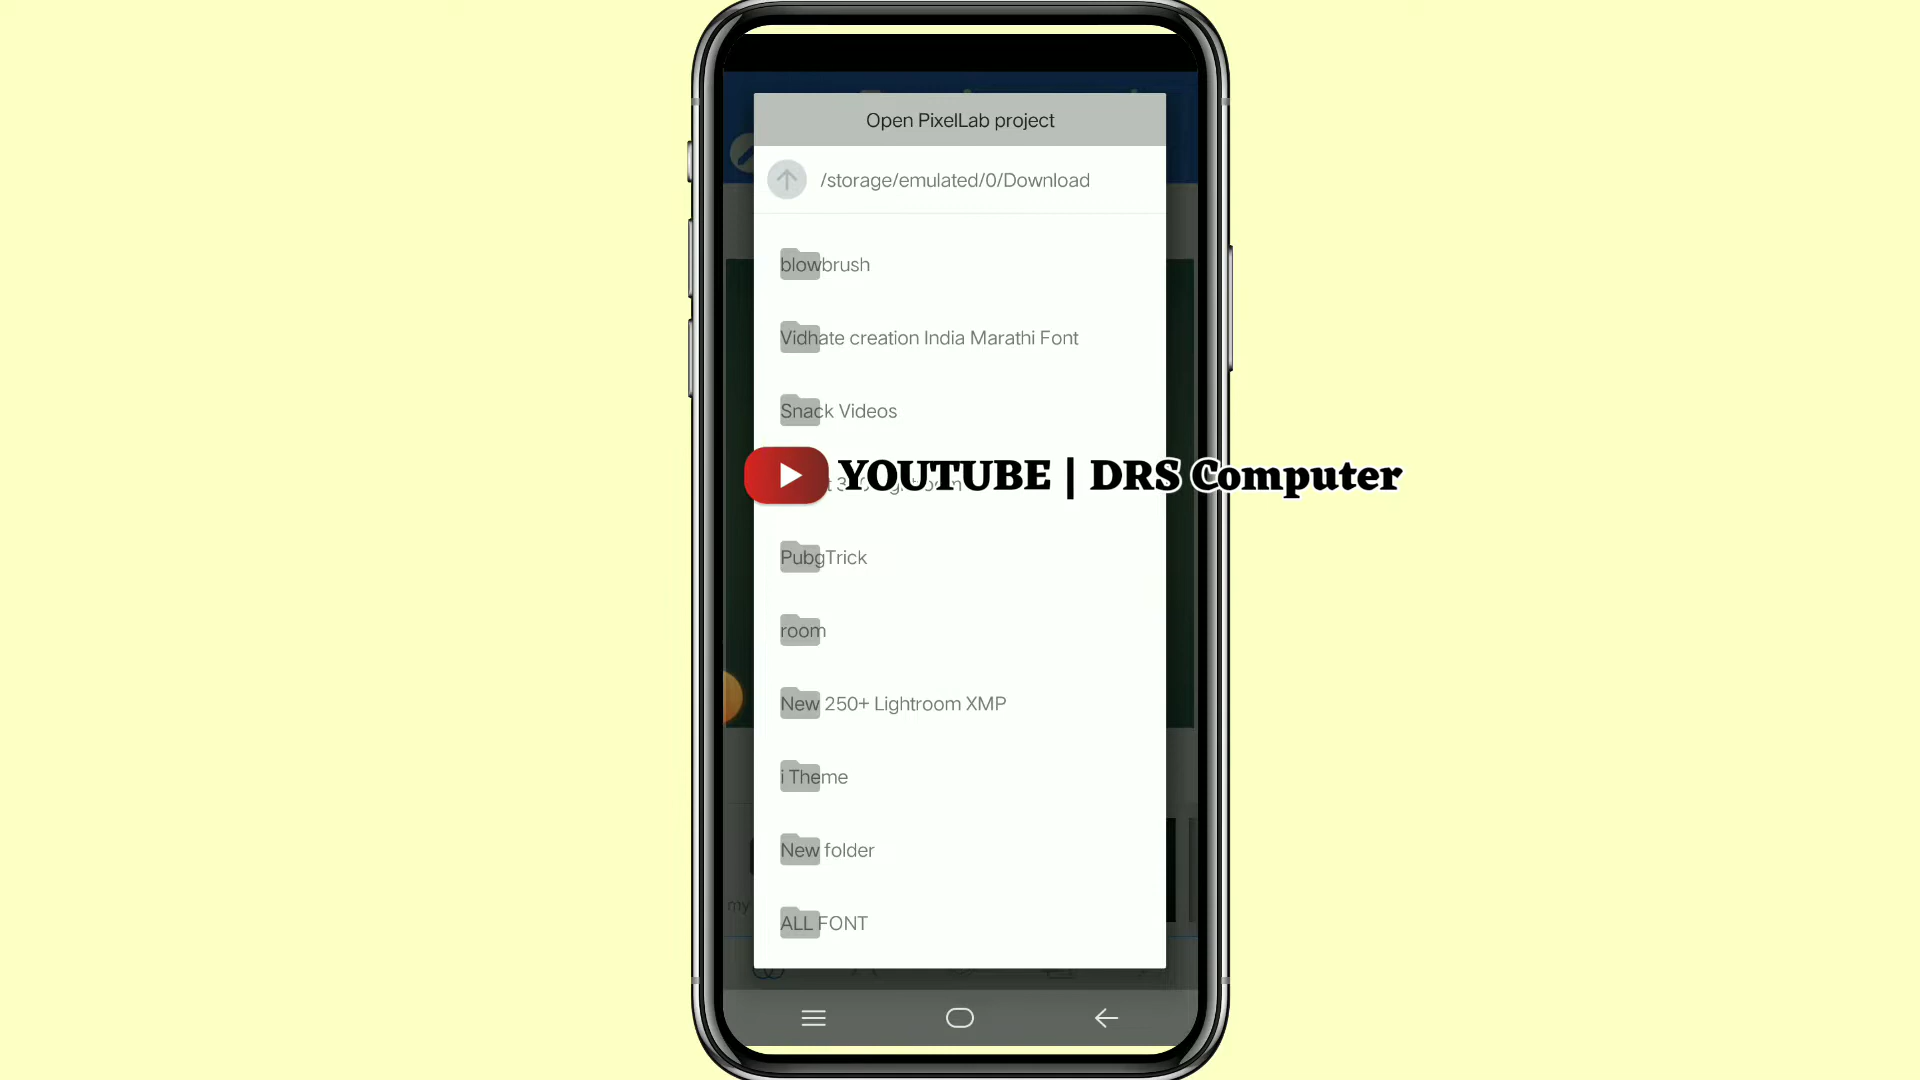 Open PixelLab project
/storage/emulated/0/Download
blowbrush
Vidhate creation India Marathi Font
Snack Videos
YOUTUBE | DRS Computer
PubgTrick
room
New 250+ Lightroom XMP
i Theme
New folder
ALL FONT
my